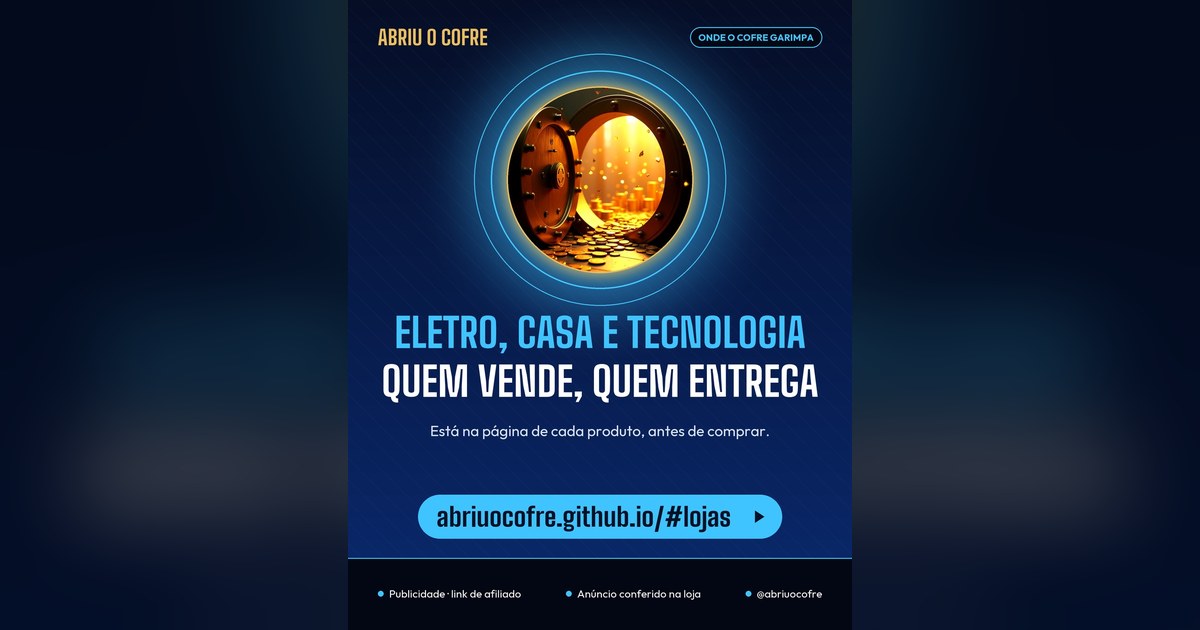 ABRIU O COFRE
ONDE O COFRE GARIMPA
ELETRO, CASA E TECNOLOGIA
QUEM VENDE, QUEM ENTREGA
Está na página de cada produto, antes de comprar.
abriuocofre.github.io/#lojas
Publicidade · link de afiliado
Anúncio conferido na loja
@abriuocofre